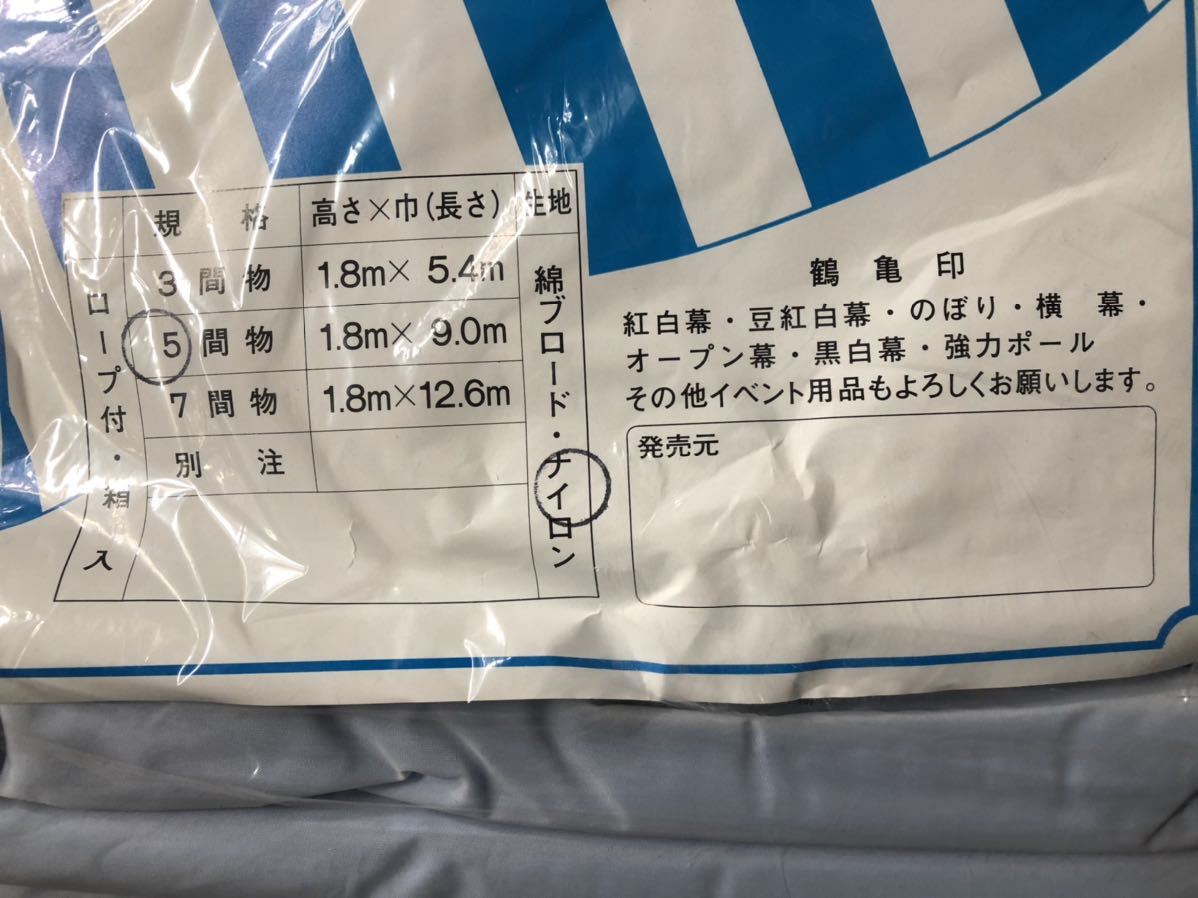 規格 高さ×巾(長さ) 生地
3間物 1.8m× 5.4m
5間物 1.8m× 9.0m
7間物 1.8m×12.6m
別注
ロープ付・箱入
綿ブロード・ナイロン
鶴亀印
紅白幕・豆紅白幕・のぼり・横幕・
オープン幕・黒白幕・強力ポール
その他イベント用品もよろしくお願いします。
発売元